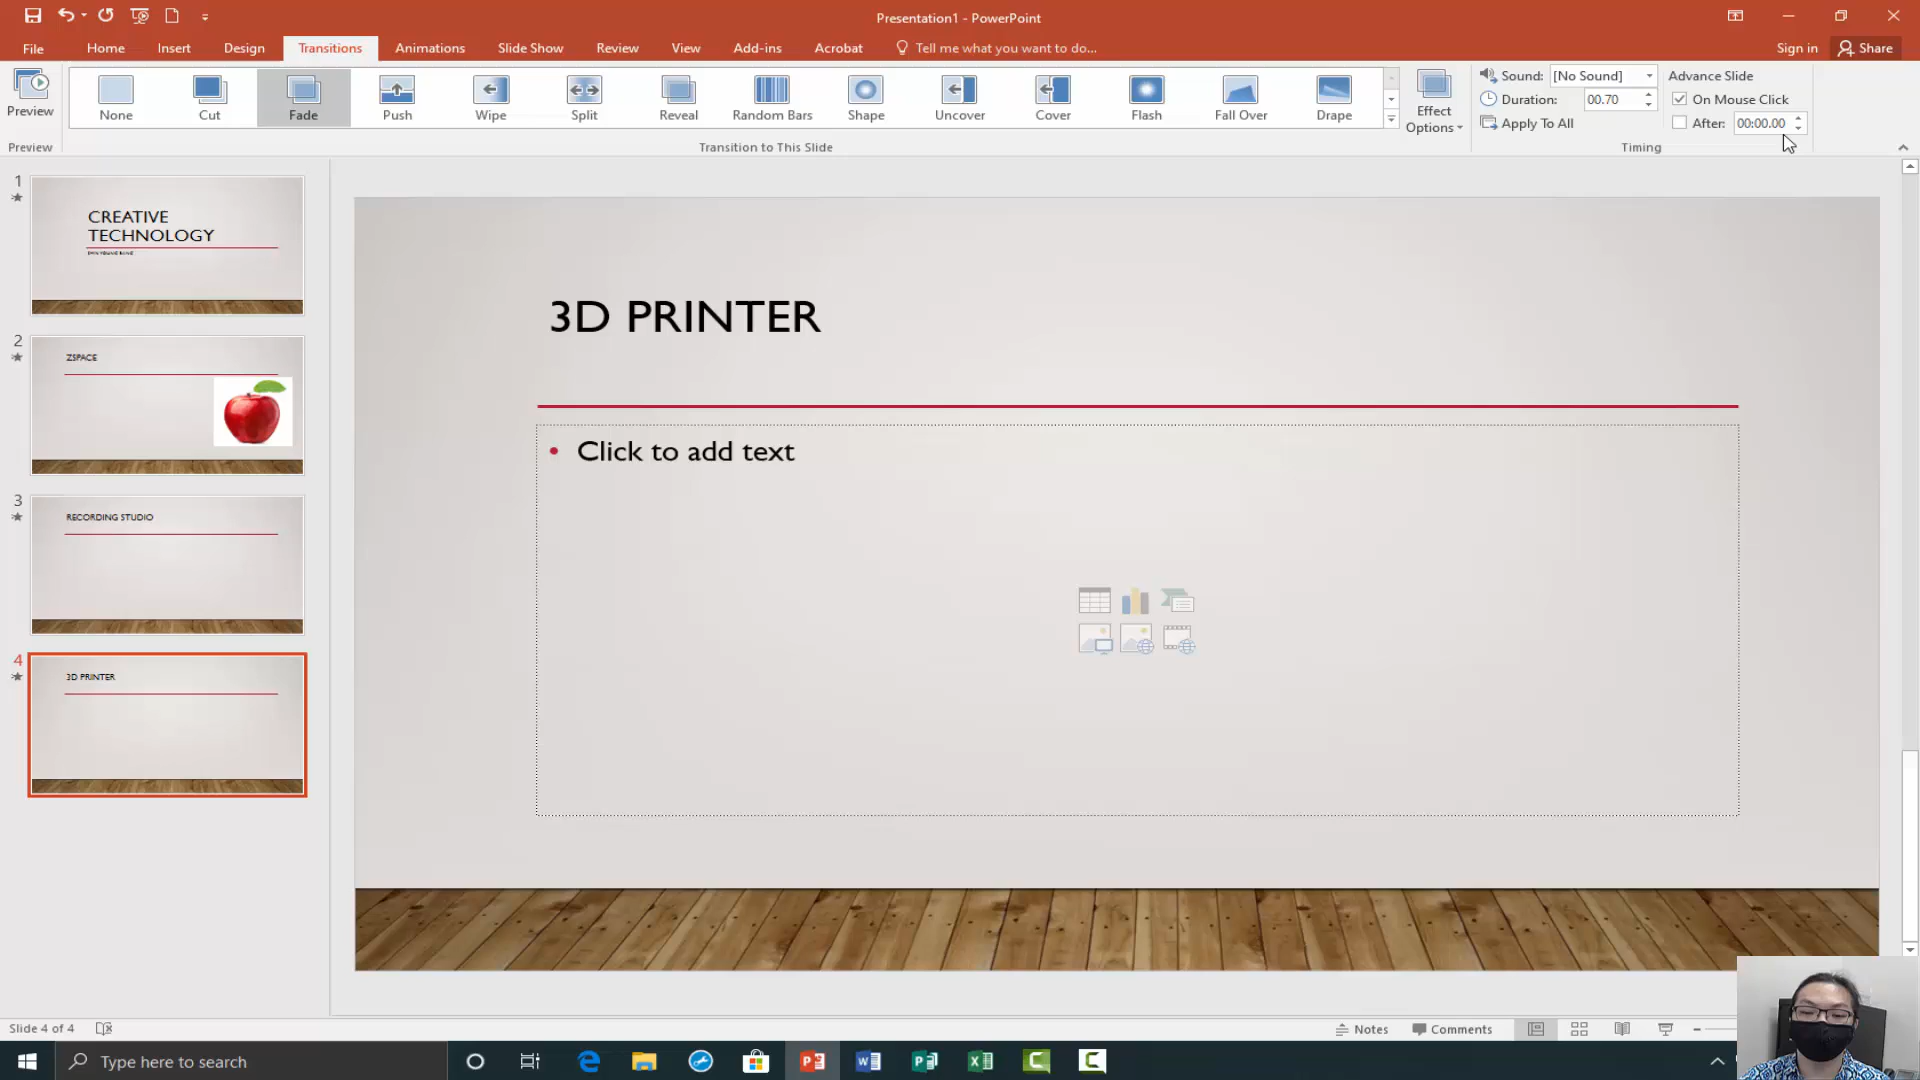 Presentation1 - PowerPoint
File Home Insert Design Transitions Animations Slide Show Review View Add-ins Acrobat Tell me what you want to do... Sign in Share
Preview
None Cut Fade Push Wipe Split Reveal Random Bars Shape Uncover Cover Flash Fall Over Drape
Effect Options
Sound: [No Sound] Advance Slide
Duration: 00.70 On Mouse Click
Apply To All After: 00:00.00
Preview Transition to This Slide Timing
1
CREATIVE
TECHNOLOGY
2
ZSPACE
3
RECORDING STUDIO
4
3D PRINTER
3D PRINTER
• Click to add text
Slide 4 of 4 Notes Comments
Type here to search